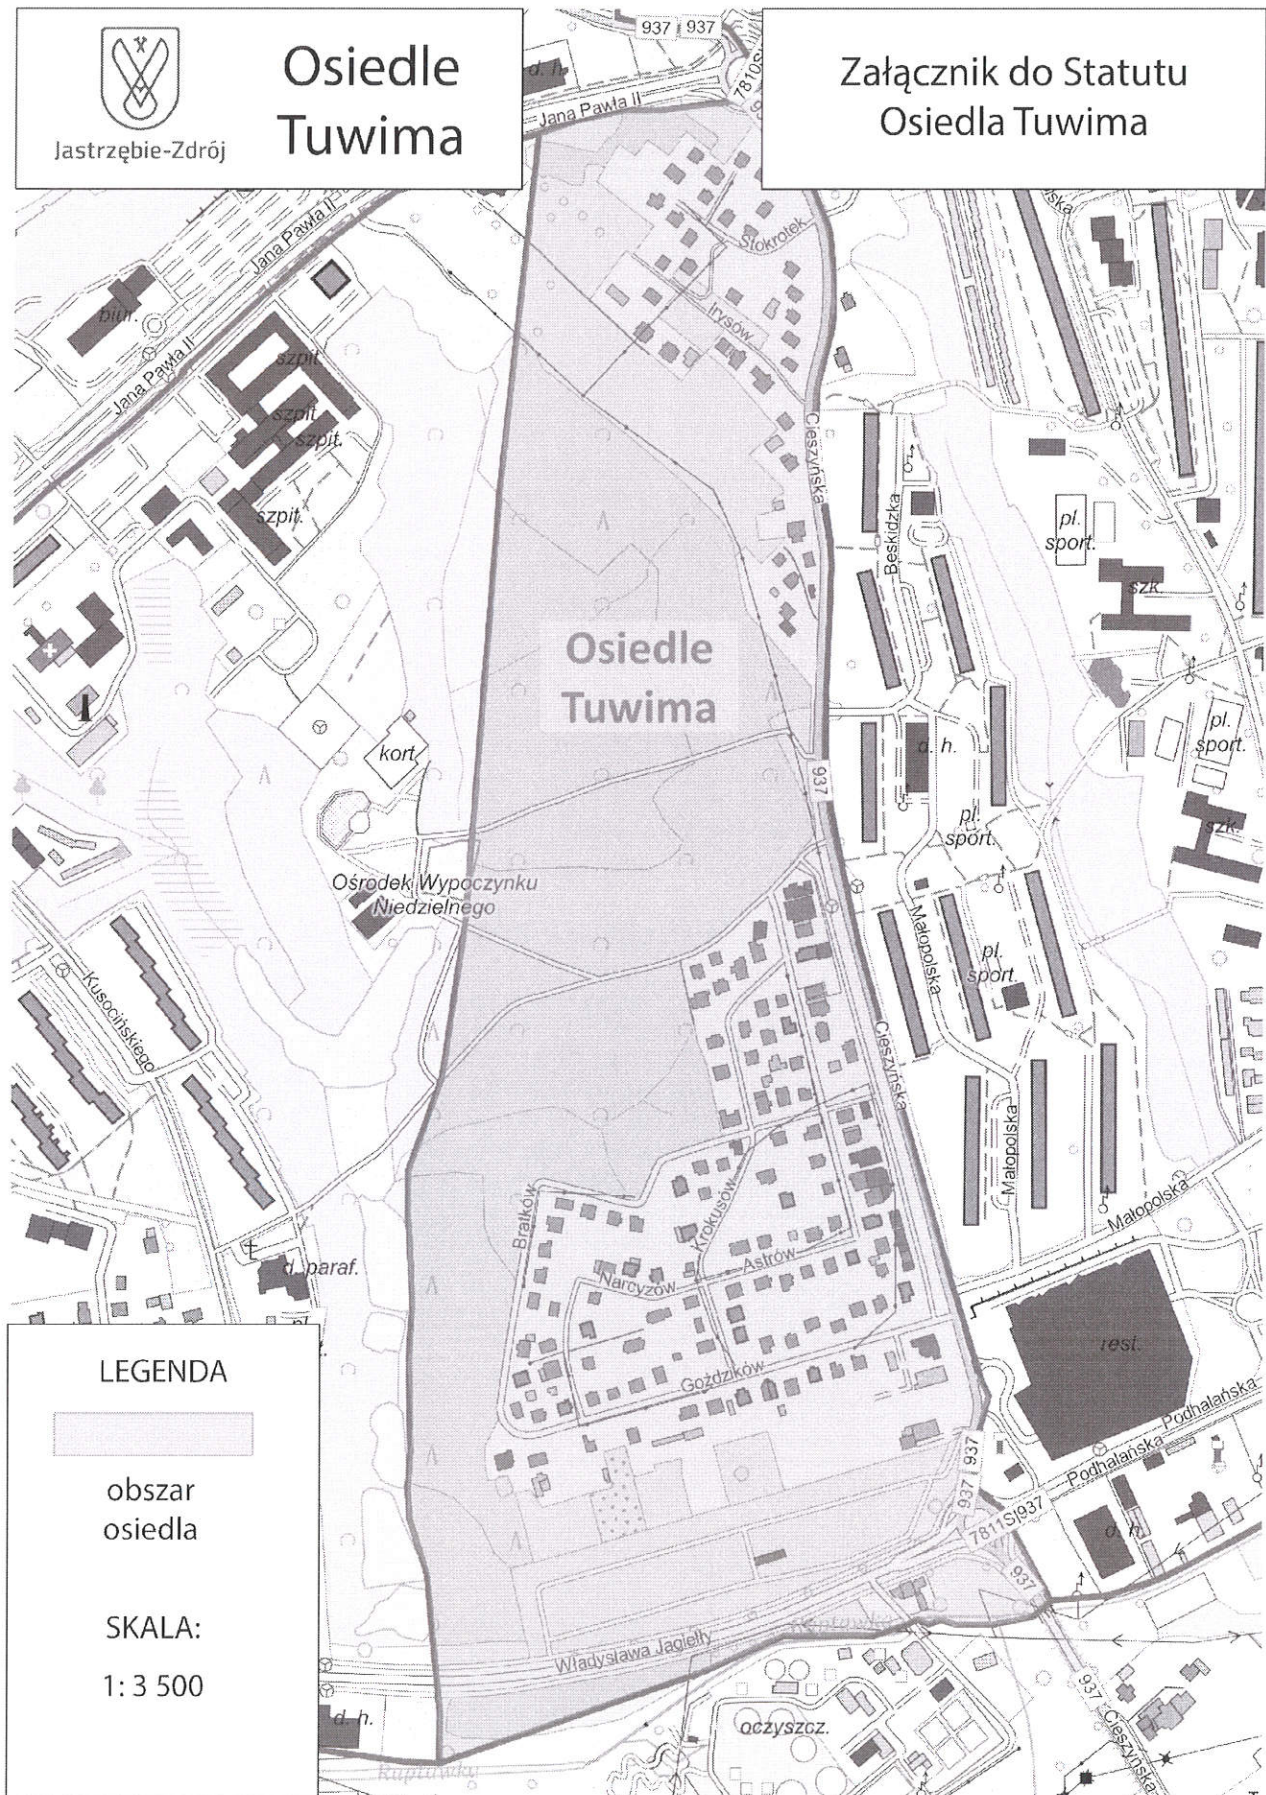 Jastrzębie-Zdrój
Osiedle
Tuwima
Załącznik do Statutu
Osiedla Tuwima
937
937
d. h.
Jana Pawła II
Jana Pawła II
Jana Pawła II
biur.
szpit.
szpit.
szpit.
szpit.
Stokrotek
Irysów
Cieszyńska
Beskidzka
pl.
sport.
szk.
Osiedle
Tuwima
kort
937
d. h.
pl.
sport.
pl.
sport.
szk.
Ośrodek Wypoczynku
Niedzielnego
Małopolska
pl.
sport.
Kusocińskiego
Cieszyńska
Małopolska
Małopolska
Bratków
Krokusów
Astrów
Narcyzów
d. paraf.
Goździków
rest.
Podhalańska
Podhalańska
937
937
7811S
937
d. h.
937
Władysława Jagiełły
d. h.
oczyszcz.
937
Cieszyńska
LEGENDA
obszar
osiedla
SKALA:
1: 3 500